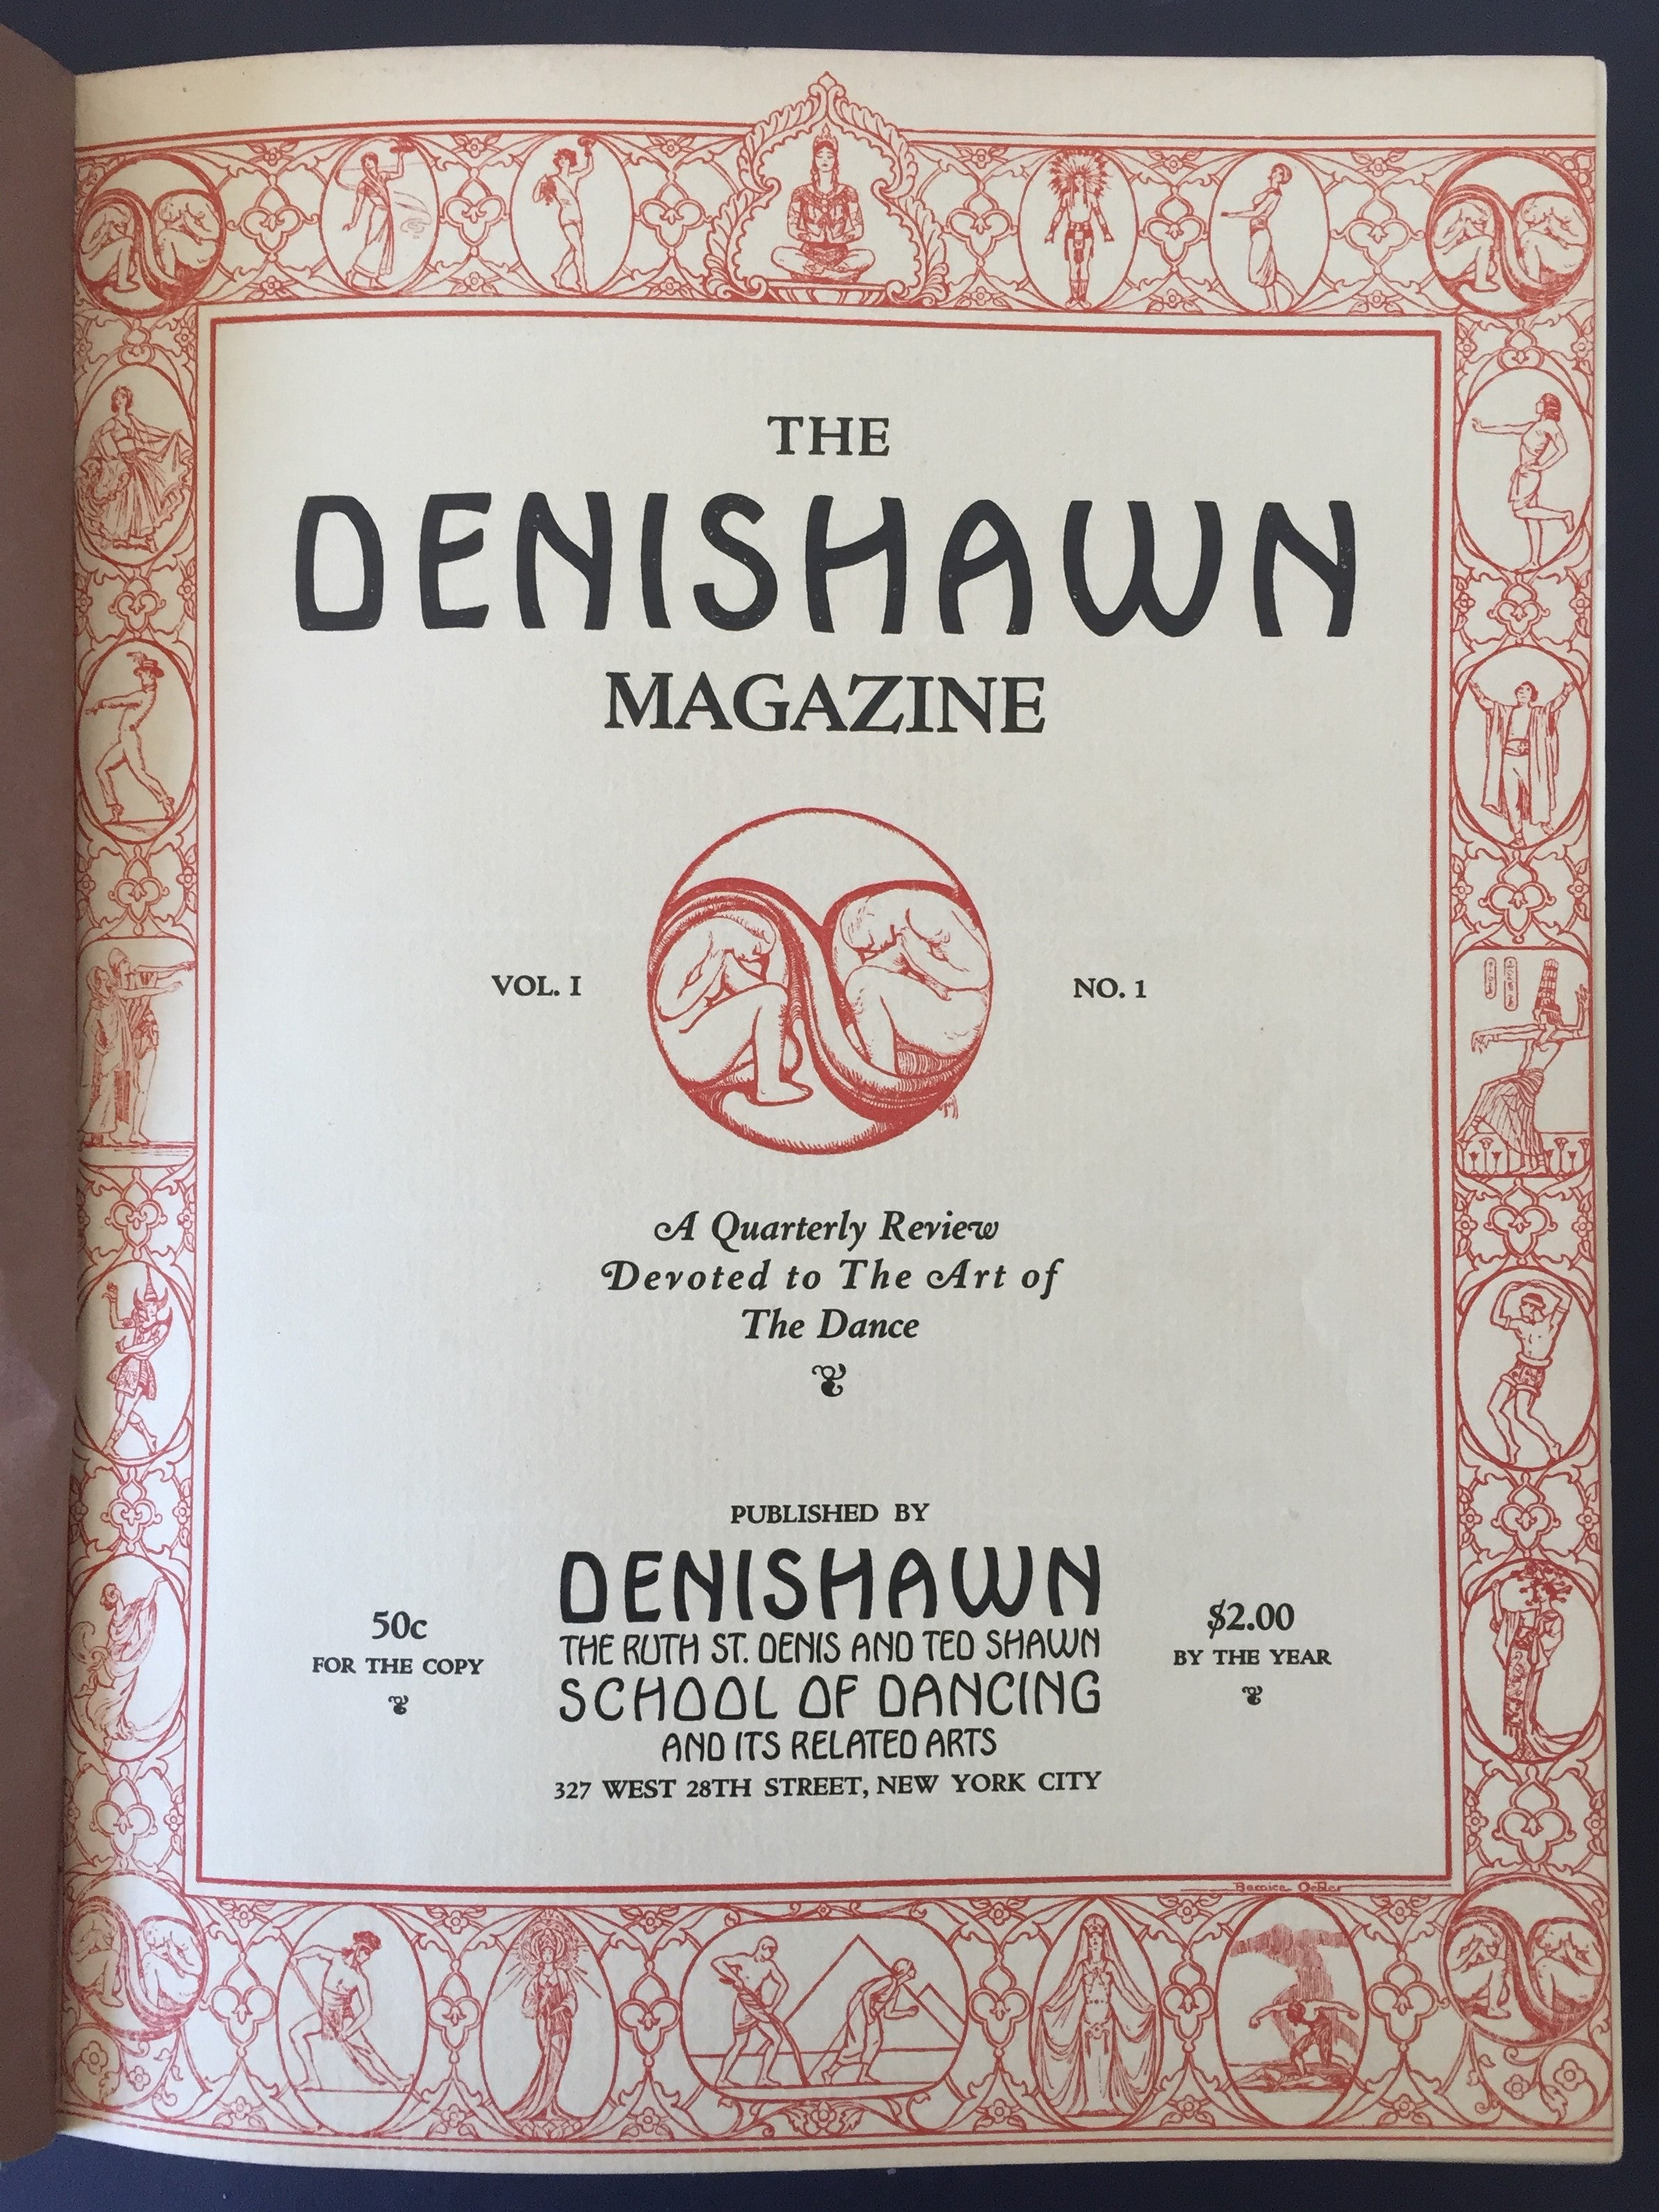 THE
DENISHAWN
MAGAZINE
VOL. I
NO. 1
A Quarterly Review
Devoted to The Art of
The Dance
PUBLISHED BY
DENISHAWN
THE RUTH ST. DENIS AND TED SHAWN
SCHOOL OF DANCING
AND ITS RELATED ARTS
327 WEST 28TH STREET, NEW YORK CITY
50c
FOR THE COPY
$2.00
BY THE YEAR
Bernice Oehler